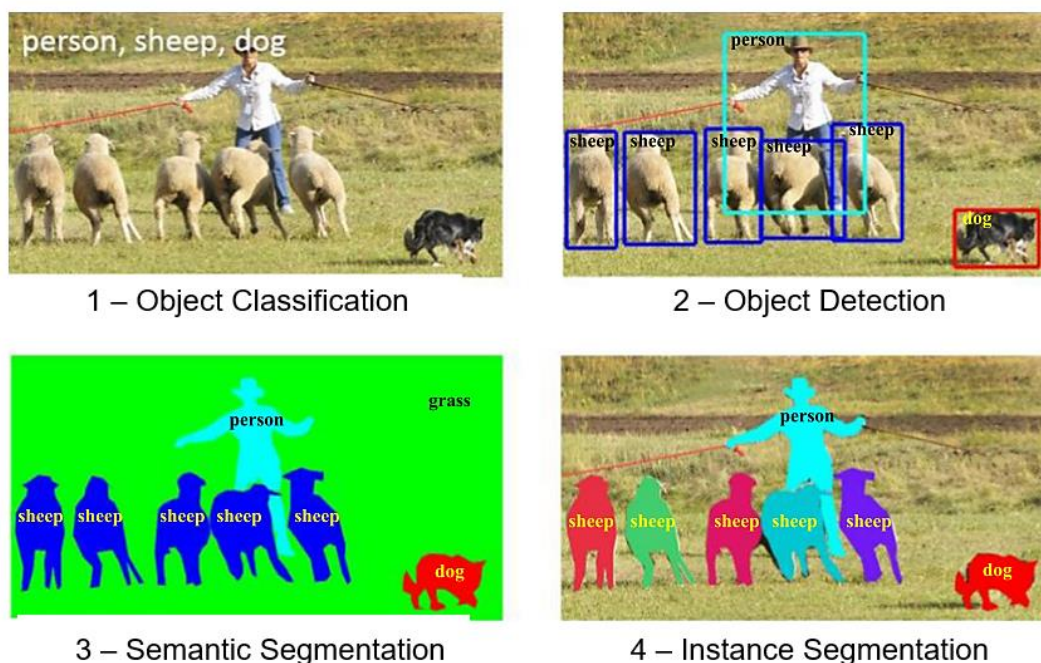 person, sheep, dog
person
sheep
sheep
sheep
sheep
sheep
dog
1 – Object Classification
2 – Object Detection
grass
person
sheep
sheep
sheep
sheep
sheep
dog
person
sheep
sheep
sheep
sheep
sheep
dog
3 – Semantic Segmentation
4 – Instance Segmentation